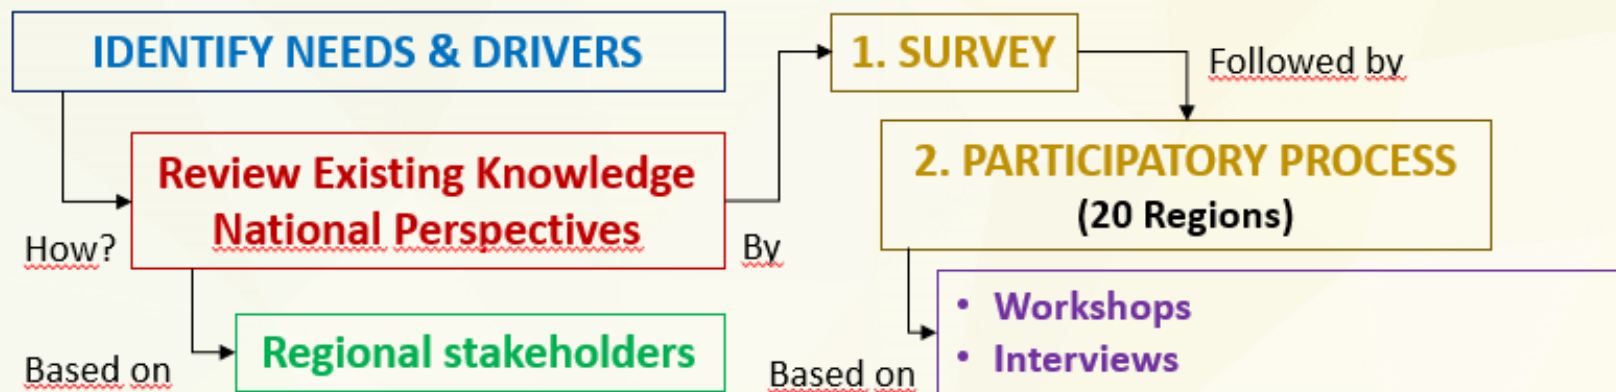 IDENTIFY NEEDS & DRIVERS
How?
Review Existing Knowledge
National Perspectives
Based on
Regional stakeholders
By
1. SURVEY
Followed by
2. PARTICIPATORY PROCESS
(20 Regions)
Based on
• Workshops
• Interviews